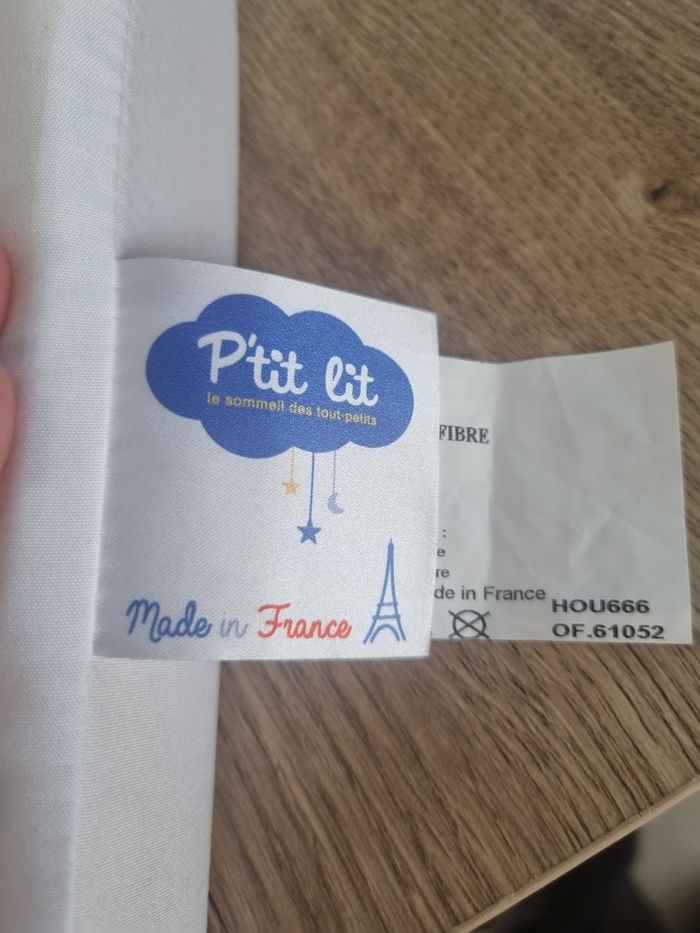 P'tit lit
le sommeil des tout-petits
Made in France
FIBRE
:
e
re
de in France
HOU666
OF.61052